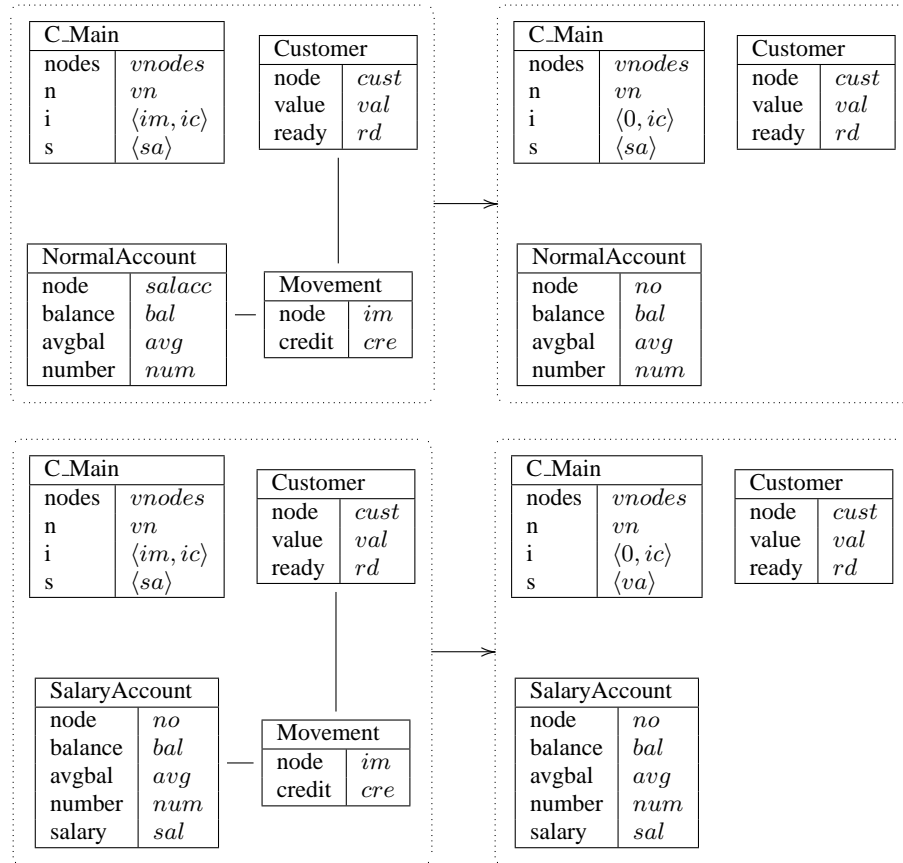 C_Main
nodes vnodes
n vn
i ⟨im, ic⟩
s ⟨sa⟩
Customer
node cust
value val
ready rd
NormalAccount
node salacc
balance bal
avgbal avg
number num
Movement
node im
credit cre
C_Main
nodes vnodes
n vn
i ⟨0, ic⟩
s ⟨sa⟩
Customer
node cust
value val
ready rd
NormalAccount
node no
balance bal
avgbal avg
number num
C_Main
nodes vnodes
n vn
i ⟨im, ic⟩
s ⟨sa⟩
Customer
node cust
value val
ready rd
SalaryAccount
node no
balance bal
avgbal avg
number num
salary sal
Movement
node im
credit cre
C_Main
nodes vnodes
n vn
i ⟨0, ic⟩
s ⟨va⟩
Customer
node cust
value val
ready rd
SalaryAccount
node no
balance bal
avgbal avg
number num
salary sal